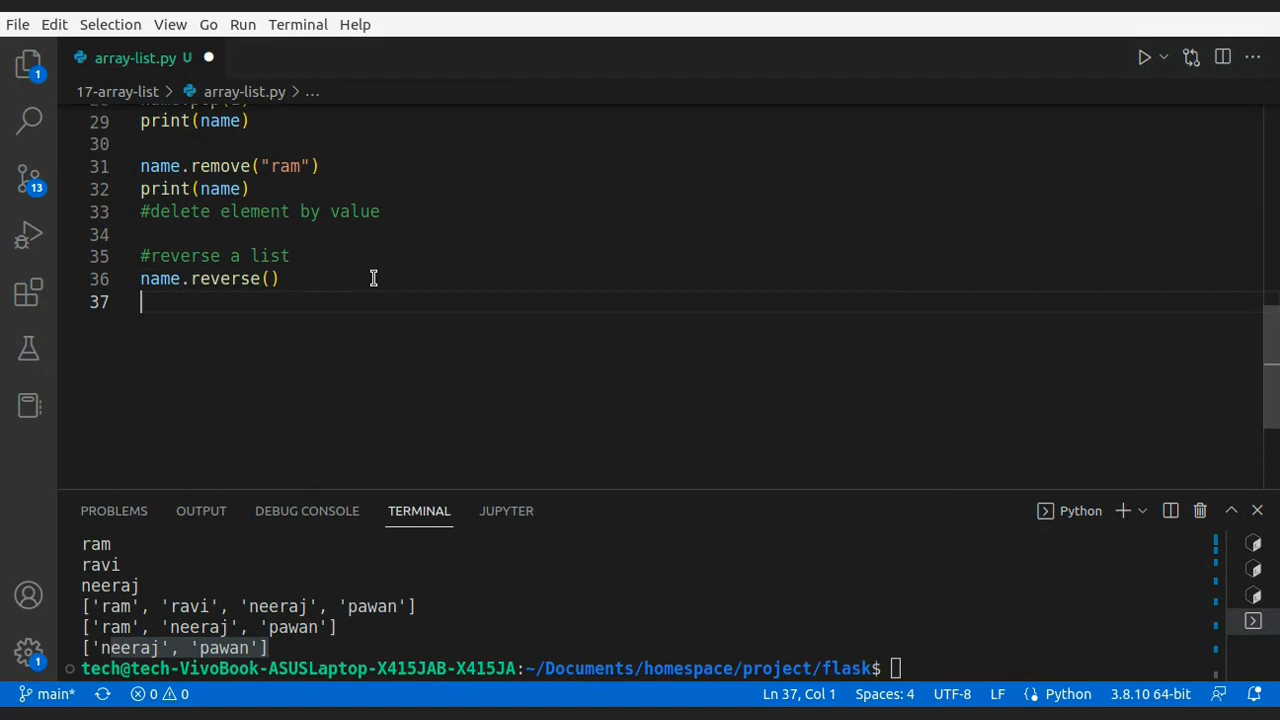 File Edit Selection View Go Run Terminal Help
array-list.py U
17-array-list > array-list.py > ...
29 print(name)
30
31 name.remove("ram")
32 print(name)
33 #delete element by value
34
35 #reverse a list
36 name.reverse()
37
PROBLEMS OUTPUT DEBUG CONSOLE TERMINAL JUPYTER Python
ram
ravi
neeraj
['ram', 'ravi', 'neeraj', 'pawan']
['ram', 'neeraj', 'pawan']
['neeraj', 'pawan']
tech@tech-VivoBook-ASUSLaptop-X415JAB-X415JA:~/Documents/homespace/project/flask$
main* 0 0 Ln 37, Col 1 Spaces: 4 UTF-8 LF Python 3.8.10 64-bit
1
13
1